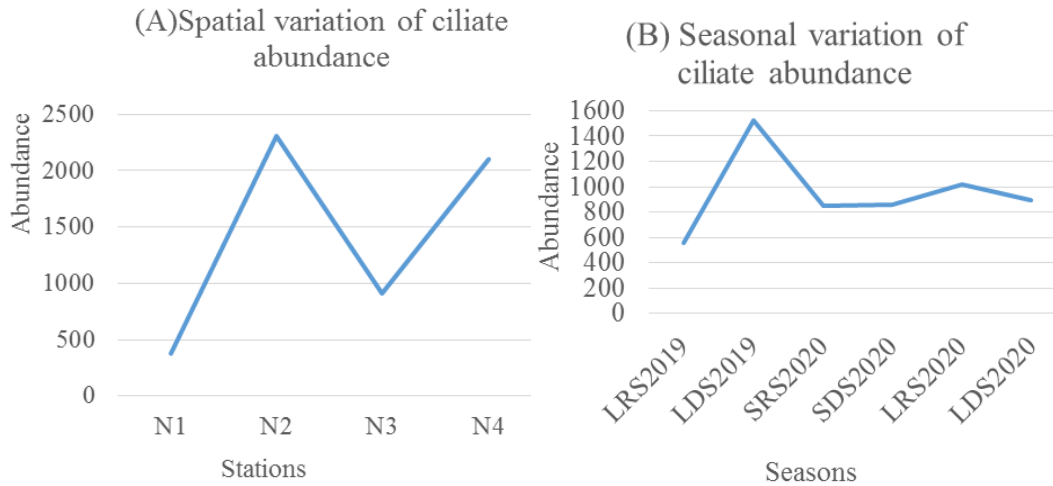 (A)Spatial variation of ciliate
abundance
2500
2000
1500
1000
500
0
Abundance
N1 N2 N3 N4
Stations
(B) Seasonal variation of
ciliate abundance
1600
1400
1200
1000
800
600
400
200
0
Abundance
LRS2019
LDS2019
SRS2020
SDS2020
LRS2020
LDS2020
Seasons